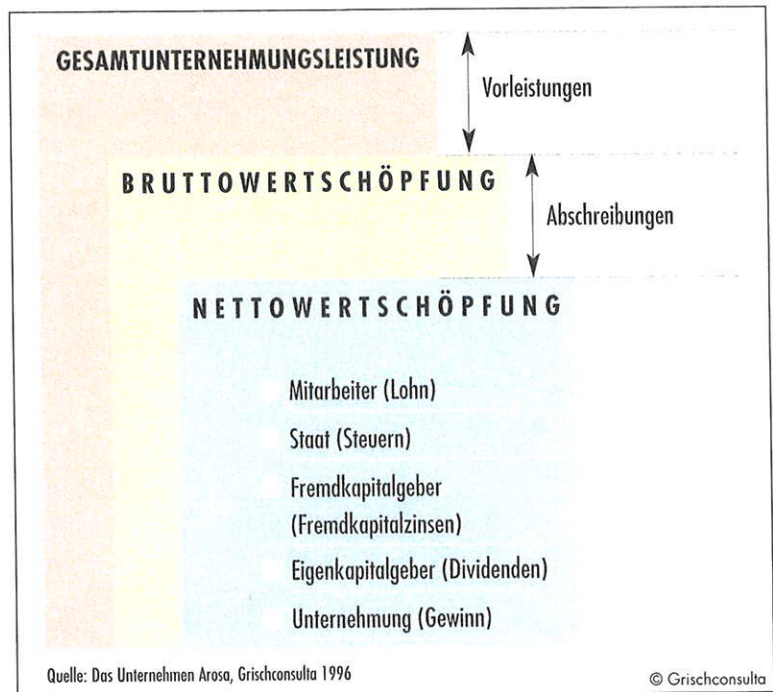 GESAMTUNTERNEHMUNGSLEISTUNG
Vorleistungen
BRUTTOWERTSCHÖPFUNG
Abschreibungen
NETTOWERTSCHÖPFUNG
Mitarbeiter (Lohn)
Staat (Steuern)
Fremdkapitalgeber
(Fremdkapitalzinsen)
Eigenkapitalgeber (Dividenden)
Unternehmung (Gewinn)
Quelle: Das Unternehmen Arosa, Grischconsulta 1996
© Grischconsulta